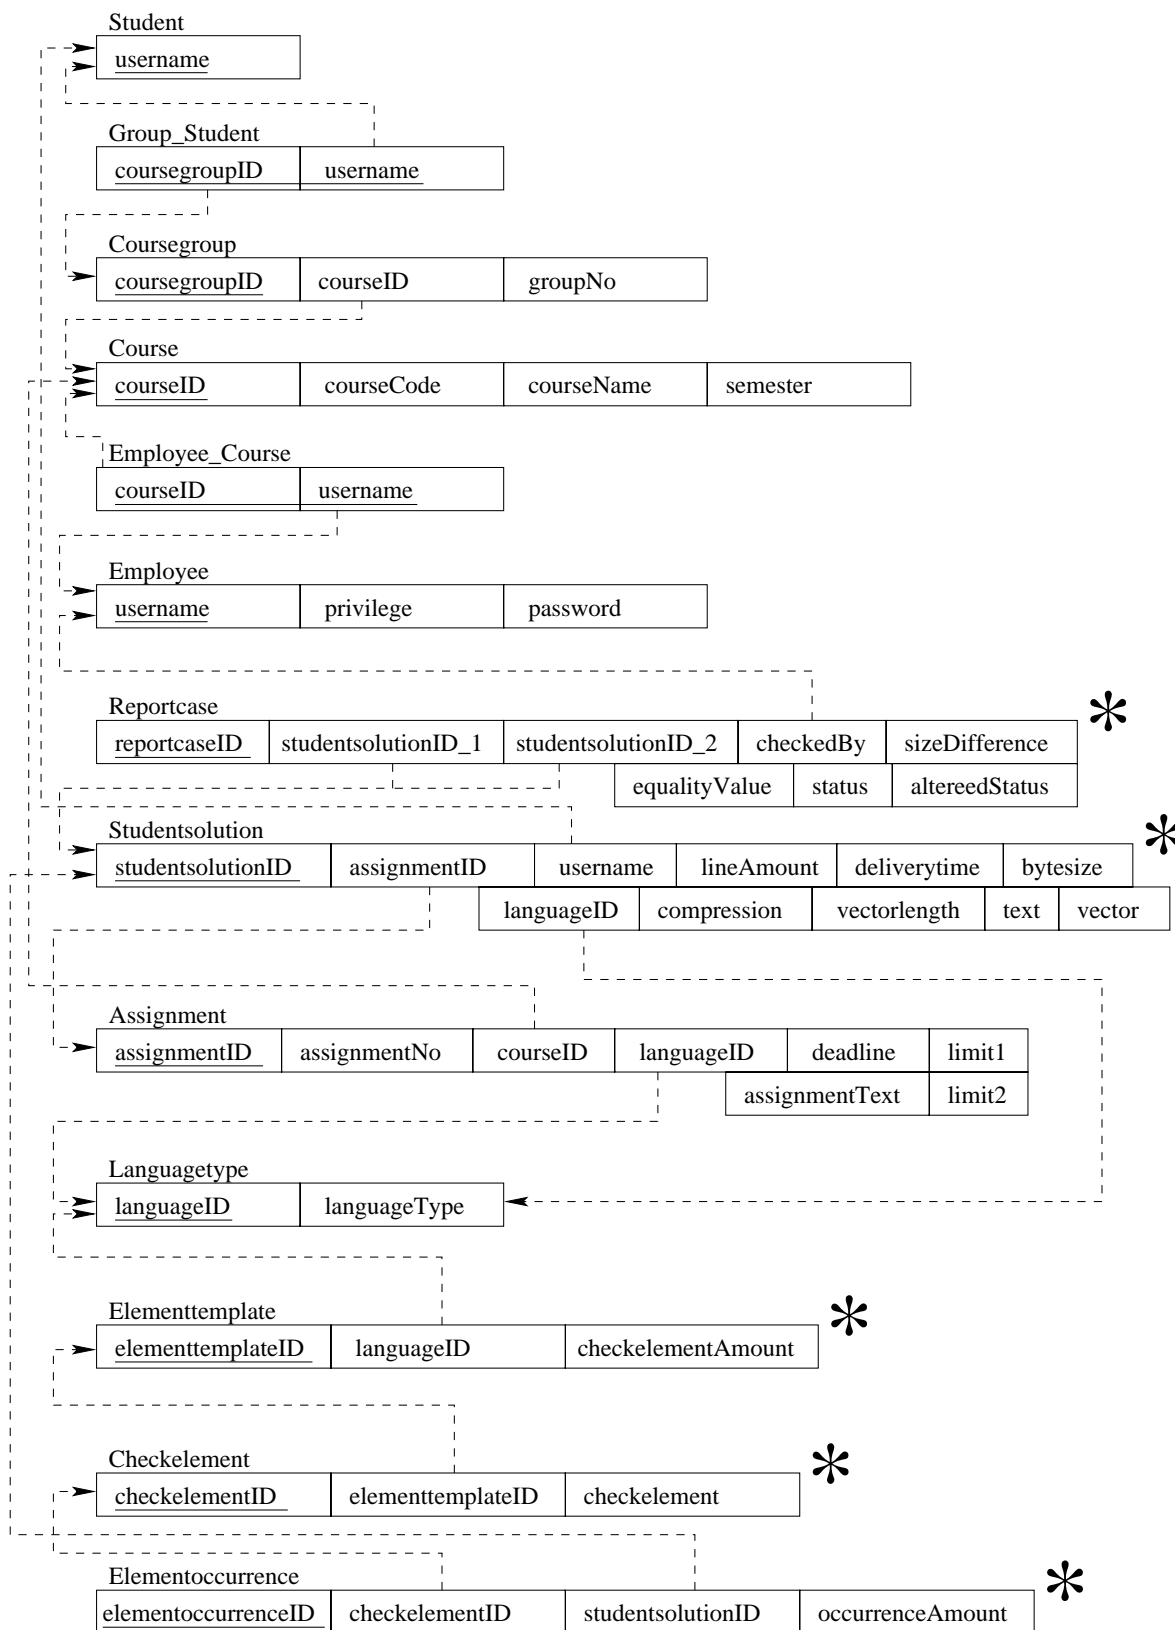 Student
username
Group_Student
coursegroupID username
Coursegroup
coursegroupID courseID groupNo
Course
courseID courseCode courseName semester
Employee_Course
courseID username
Employee
username privilege password
Reportcase
reportcaseID studentsolutionID_1 studentsolutionID_2 checkedBy sizeDifference
equalityValue status altereedStatus
Studentsolution
studentsolutionID assignmentID username lineAmount deliverytime bytesize
languageID compression vectorlength text vector
Assignment
assignmentID assignmentNo courseID languageID deadline limit1
assignmentText limit2
Languagetype
languageID languageType
Elementtemplate
elementtemplateID languageID checkelementAmount
Checkelement
checkelementID elementtemplateID checkelement
Elementoccurrence
elementoccurrenceID checkelementID studentsolutionID occurrenceAmount